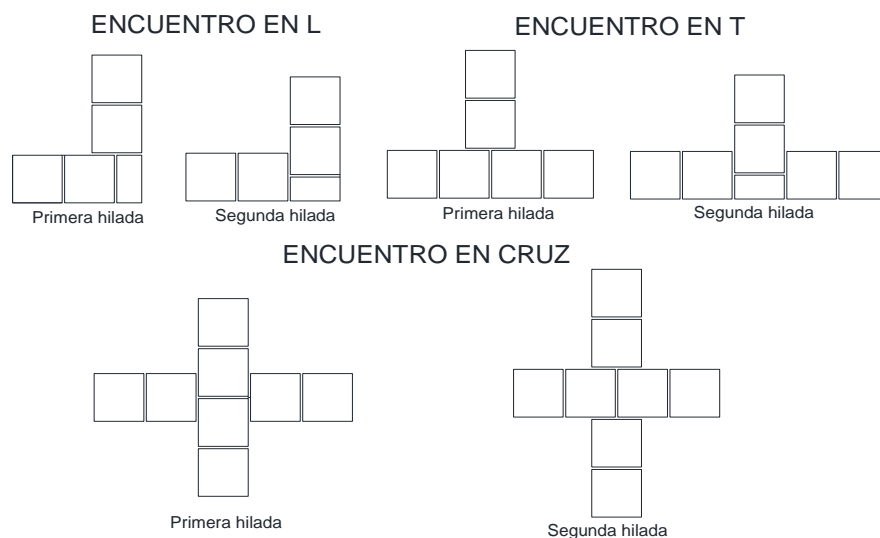 ENCUENTRO EN L
ENCUENTRO EN T
Primera hilada
Segunda hilada
Primera hilada
Segunda hilada
ENCUENTRO EN CRUZ
Primera hilada
Segunda hilada